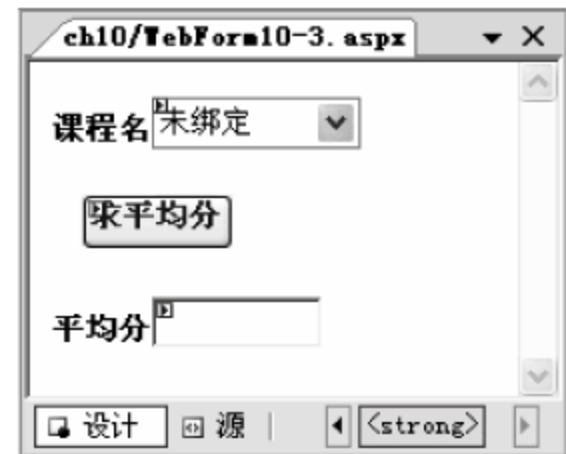 ch10/WebForm10-3.aspx
课程名 未绑定
求平均分
平均分
设计 源 <strong>